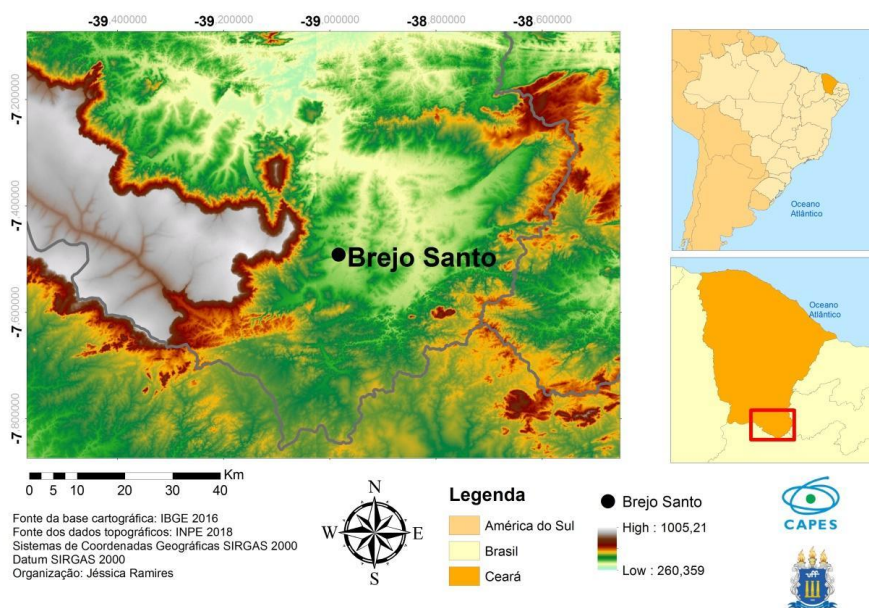 -39,400000 -39,200000 -39,000000 -38,800000 -38,600000
-7,200000
-7,400000
-7,600000
-7,800000
Brejo Santo
Oceano
Atlântico
Oceano
Atlântico
Km
0 5 10 20 30 40
Fonte da base cartográfica: IBGE 2016
Fonte dos dados topográficos: INPE 2018
Sistemas de Coordenadas Geográficas SIRGAS 2000
Datum SIRGAS 2000
Organização: Jéssica Ramires
N
W E
S
Legenda
América do Sul
Brasil
Ceará
Brejo Santo
High : 1005,21
Low : 260,359
CAPES
uff